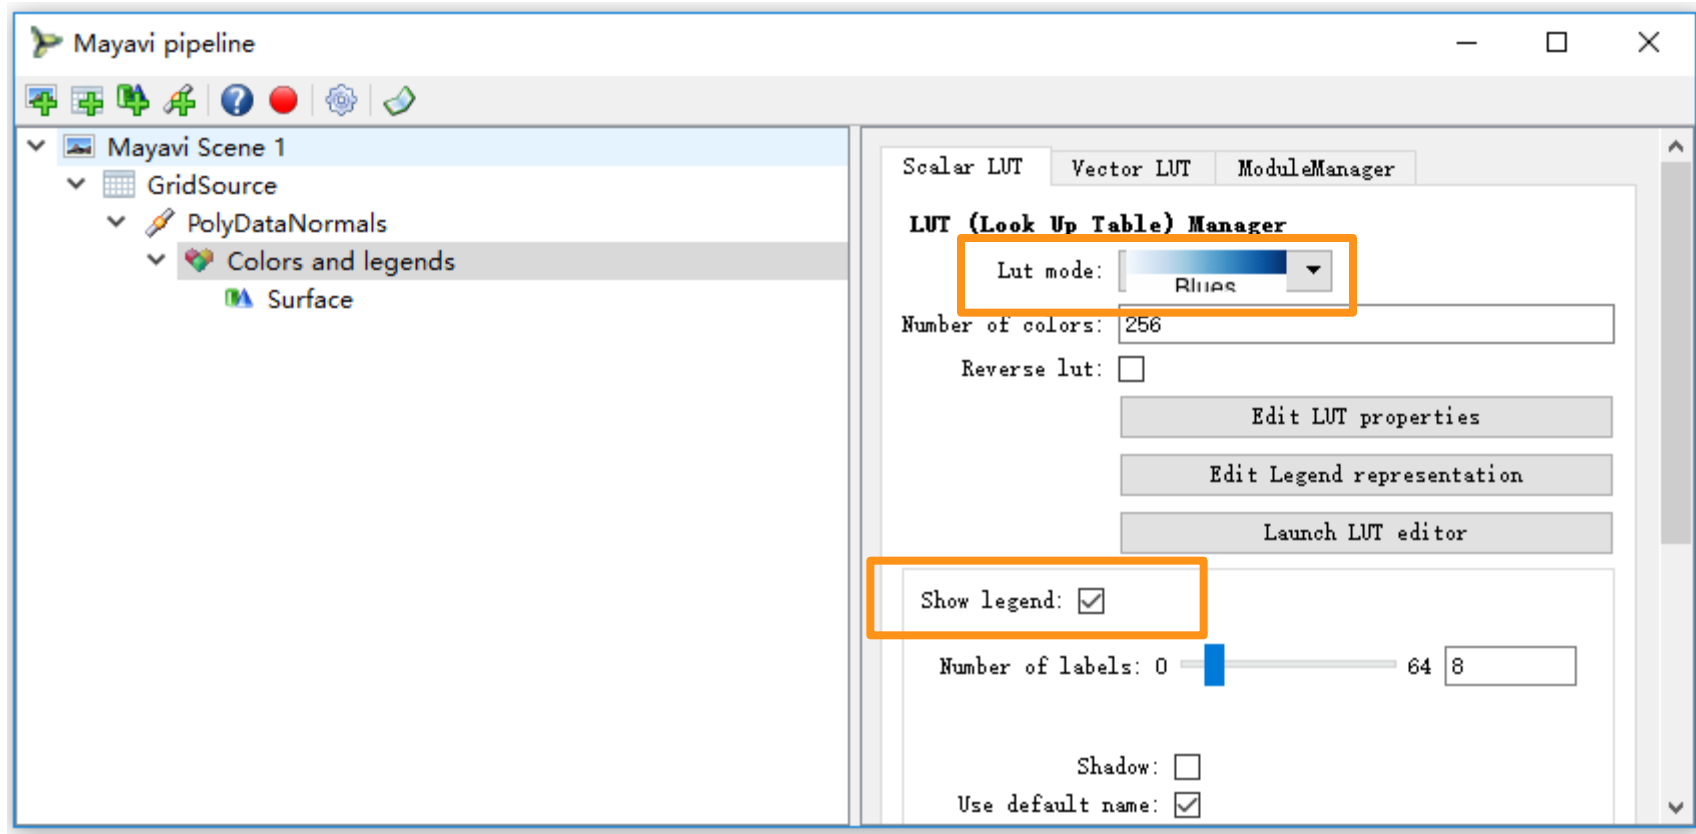 Mayavi pipeline
Mayavi Scene 1
GridSource
PolyDataNormals
Colors and legends
Surface
Scalar LUT Vector LUT ModuleManager
LUT (Look Up Table) Manager
Lut mode: Blues
Number of colors: 256
Reverse lut:
Edit LUT properties
Edit Legend representation
Launch LUT editor
Show legend:
Number of labels: 0 64 8
Shadow:
Use default name: